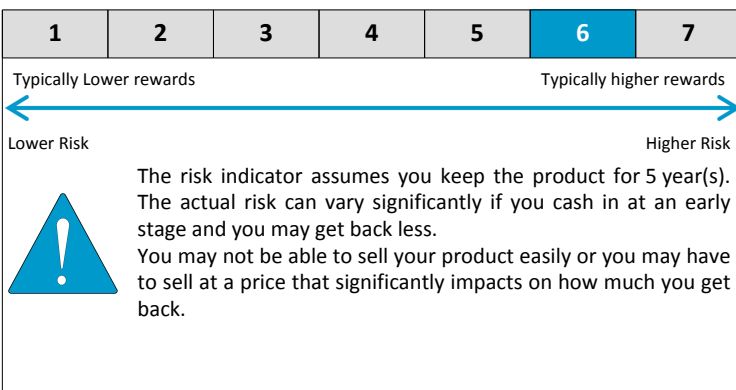 1 2 3 4 5 6 7
Typically Lower rewards Typically higher rewards
Lower Risk Higher Risk
The risk indicator assumes you keep the product for 5 year(s).
The actual risk can vary significantly if you cash in at an early
stage and you may get back less.
You may not be able to sell your product easily or you may have
to sell at a price that significantly impacts on how much you get
back.